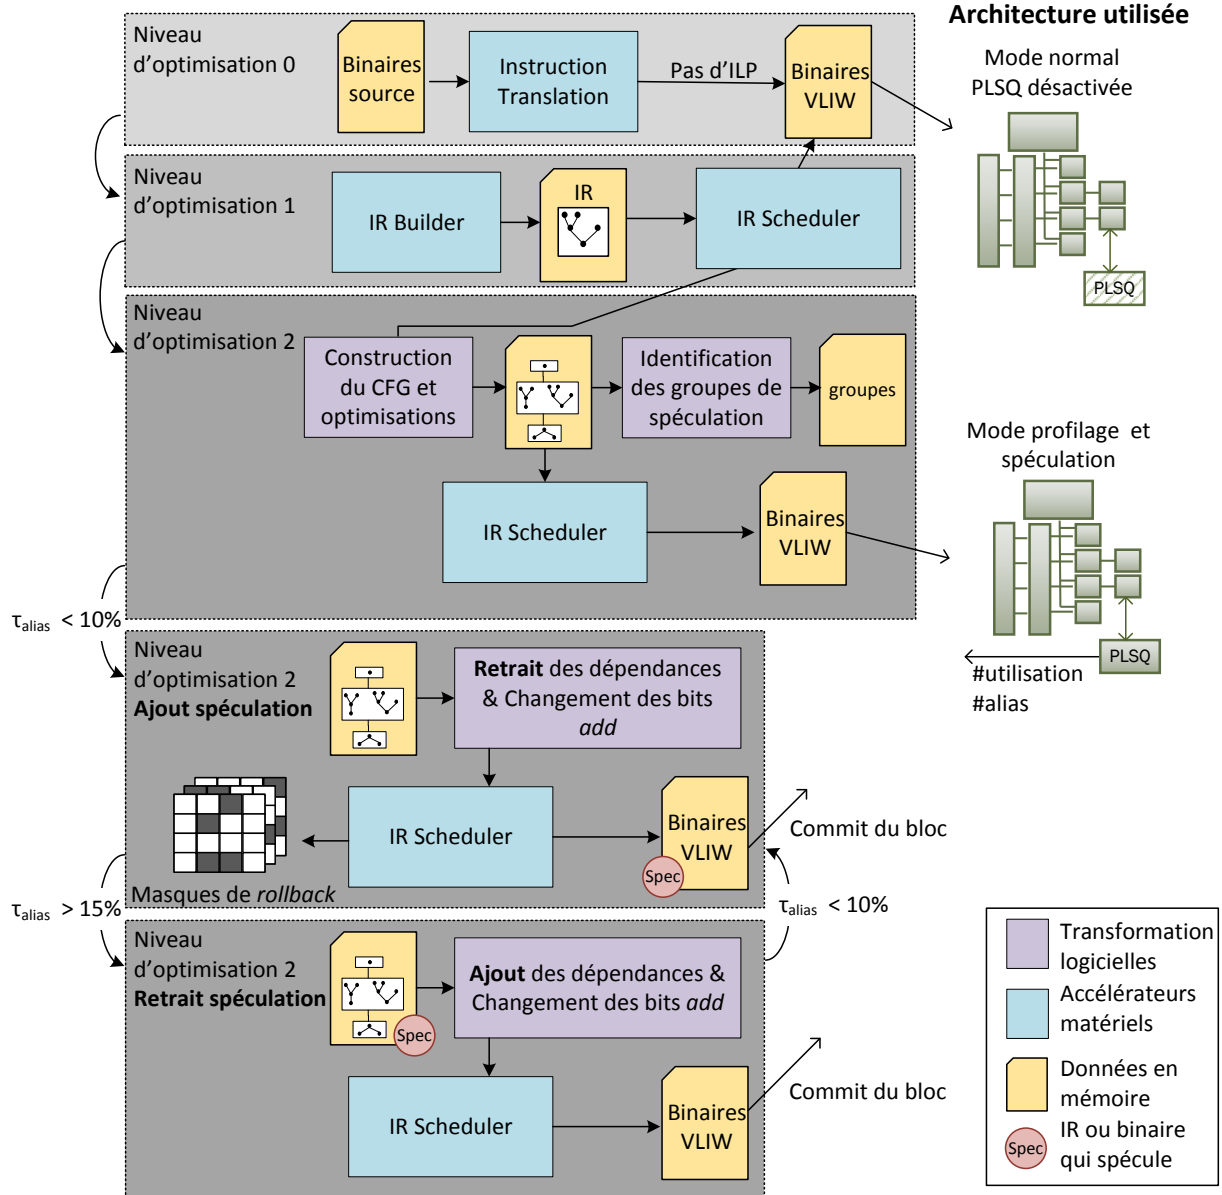 Architecture utilisée
Niveau
d'optimisation 0
Binaires
source
Instruction
Translation
Pas d'ILP
Binaires
VLIW
Mode normal
PLSQ désactivée
PLSQ
Niveau
d'optimisation 1
IR Builder
IR
IR Scheduler
Niveau
d'optimisation 2
Construction
du CFG et
optimisations
Identification
des groupes de
spéculation
groupes
IR Scheduler
Binaires
VLIW
Mode profilage et
spéculation
PLSQ
#utilisation
#alias
τalias < 10%
Niveau
d'optimisation 2
Ajout spéculation
Retrait des dépendances
& Changement des bits
add
IR Scheduler
Binaires
VLIW
Spec
Commit du bloc
Masques de rollback
τalias > 15%
τalias < 10%
Niveau
d'optimisation 2
Retrait spéculation
Spec
Ajout des dépendances &
Changement des bits add
IR Scheduler
Binaires
VLIW
Commit du bloc
Transformation
logicielles
Accélérateurs
matériels
Données en
mémoire
Spec
IR ou binaire
qui spécule